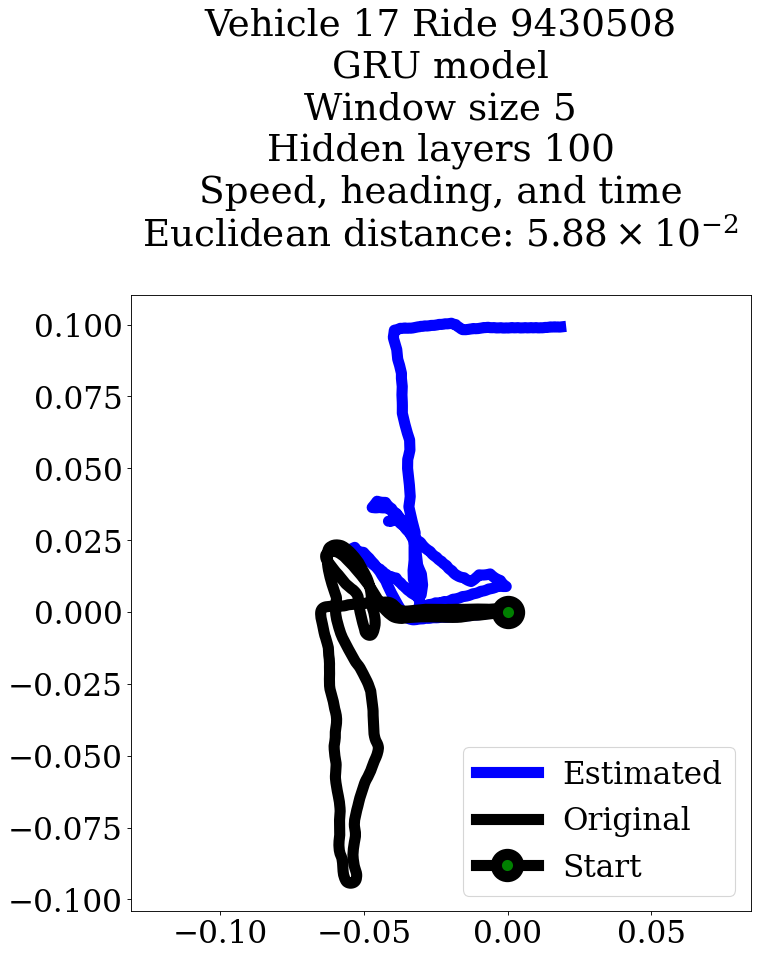 Vehicle 17 Ride 9430508
GRU model
Window size 5
Hidden layers 100
Speed, heading, and time
Euclidean distance: 5.88 × 10⁻²
0.100
0.075
0.050
0.025
0.000
−0.025
−0.050
−0.075
−0.100
Estimated
Original
Start
−0.10 −0.05 0.00 0.05